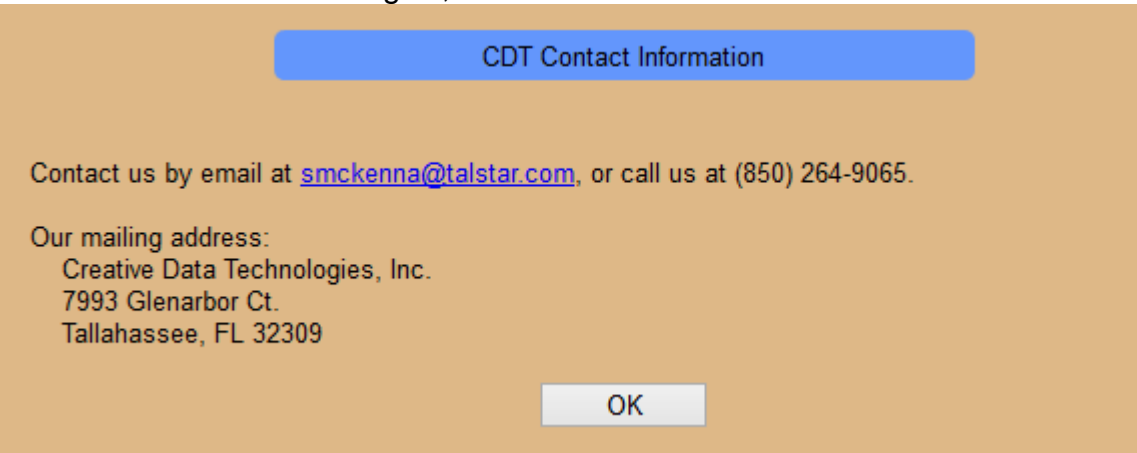 CDT Contact Information
Contact us by email at smckenna@talstar.com, or call us at (850) 264-9065.
Our mailing address:
Creative Data Technologies, Inc.
7993 Glenarbor Ct.
Tallahassee, FL 32309
OK